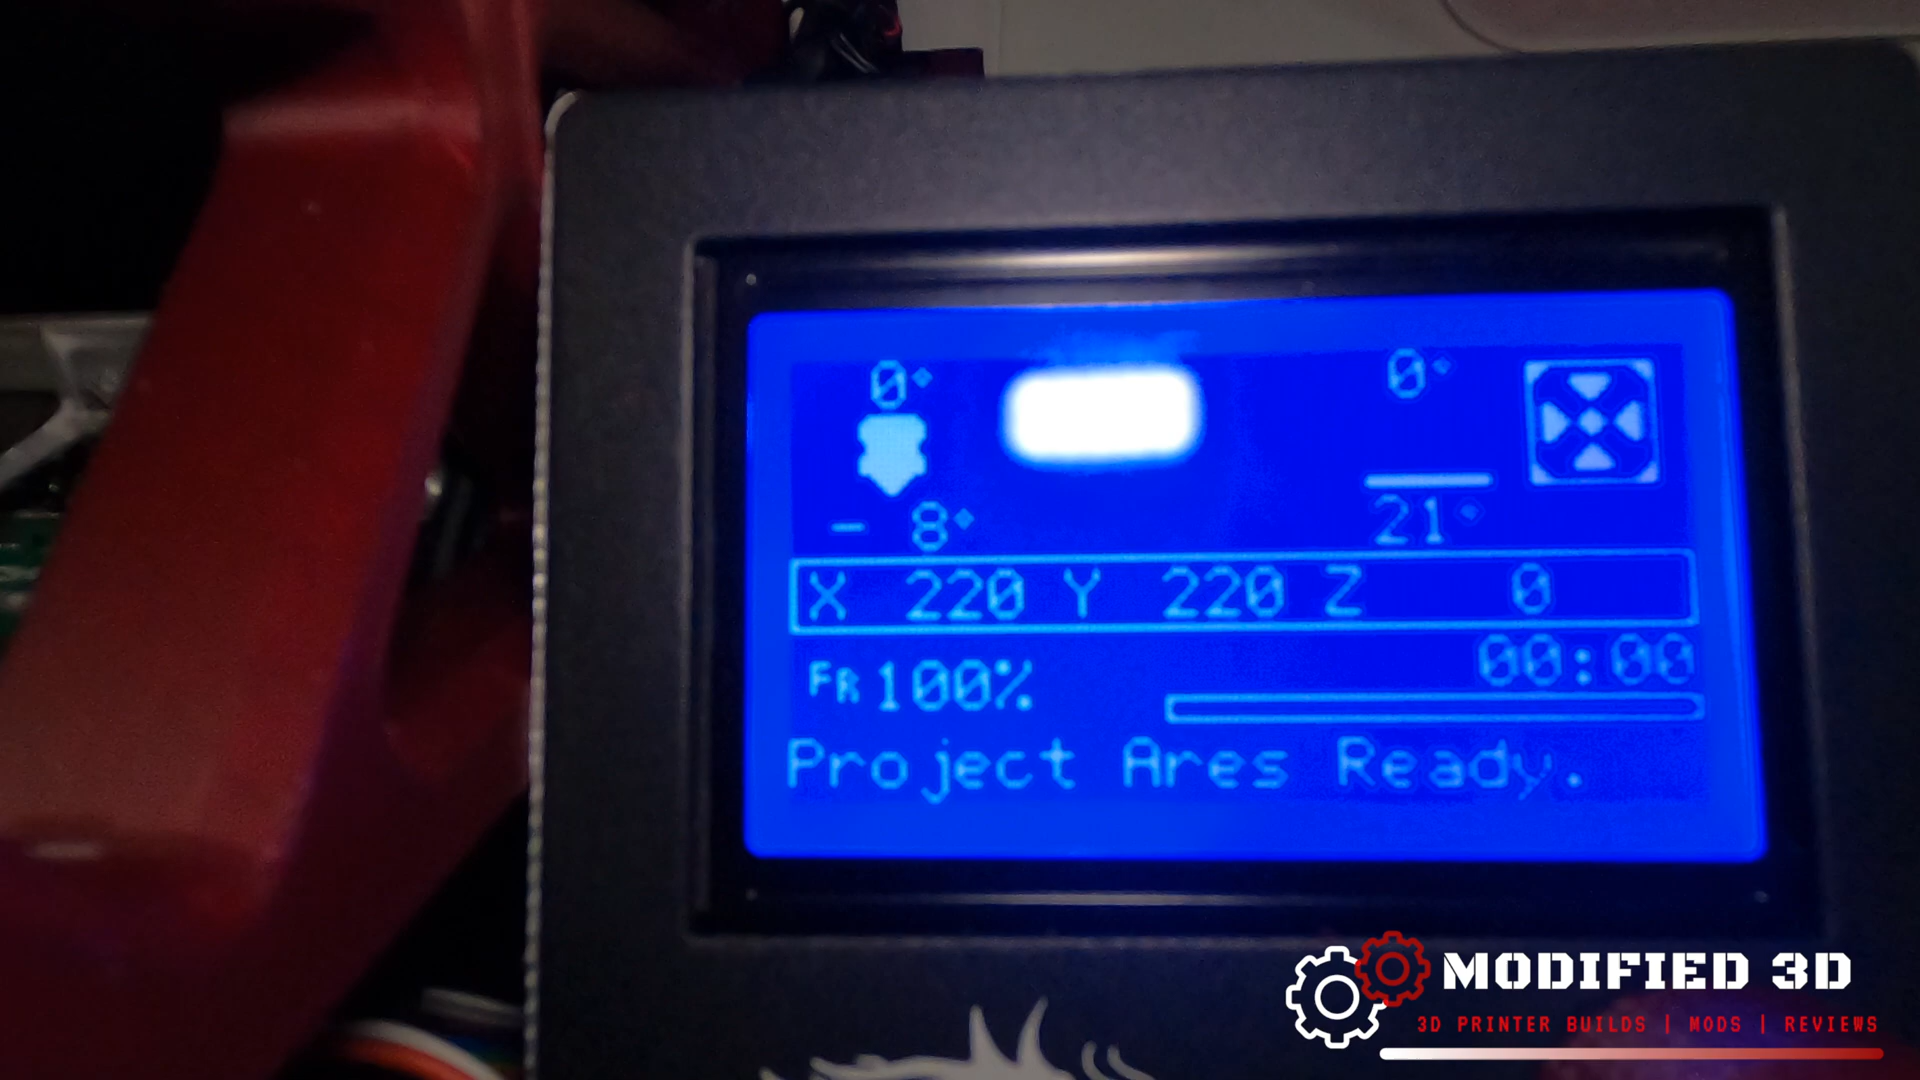 0° 0°
- 8° 21°
X 220 Y 220 Z 0
00:00
FR 100%
Project Ares Ready.
MODIFIED 3D
3D PRINTER BUILDS | MODS | REVIEWS